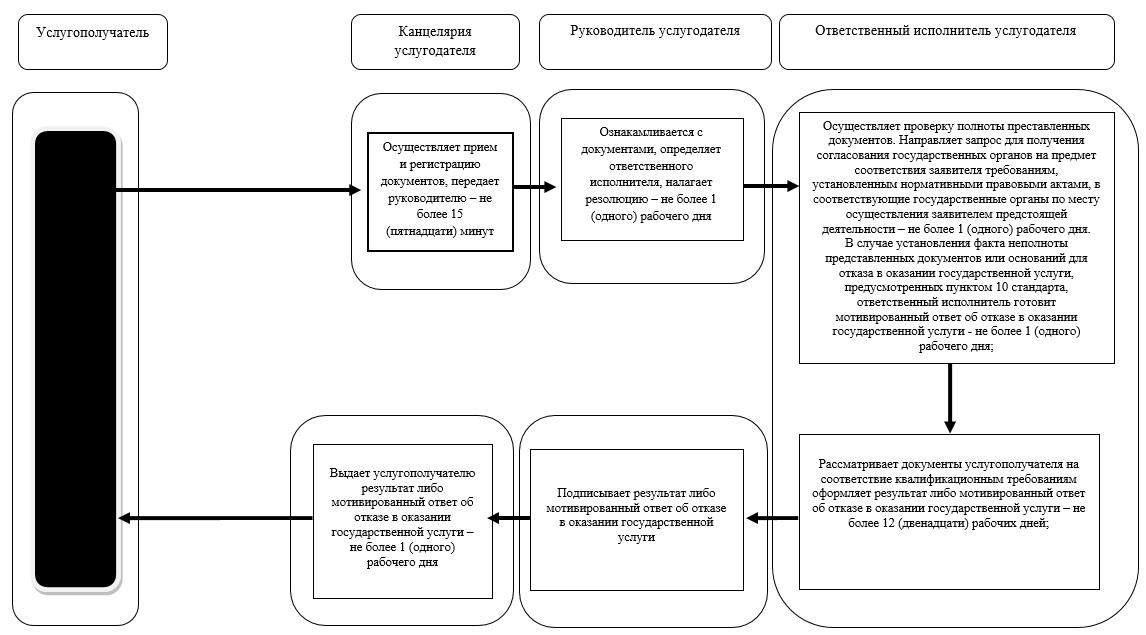 Услугополучатель
Канцелярия
услугодателя
Руководитель услугодателя
Ответственный исполнитель услугодателя
Осуществляет прием
и регистрацию
документов, передает
руководителю – не
более 15
(пятнадцати) минут
Ознакамливается с
документами, определяет
ответственного
исполнителя, налагает
резолюцию – не более 1
(одного) рабочего дня
Осуществляет проверку полноты преставленных
документов. Направляет запрос для получения
согласования государственных органов на предмет
соответствия заявителя требованиям,
установленным нормативными правовыми актами, в
соответствующие государственные органы по месту
осуществления заявителем предстоящей
деятельности – не более 1 (одного) рабочего дня.
В случае установления факта неполноты
представленных документов или оснований для
отказа в оказании государственной услуги,
предусмотренных пунктом 10 стандарта,
ответственный исполнитель готовит
мотивированный ответ об отказе в оказании
государственной услуги - не более 1 (одного)
рабочего дня;
Рассматривает документы услугополучателя на
соответствие квалификационным требованиям
оформляет результат либо мотивированный ответ
об отказе в оказании государственной услуги – не
более 12 (двенадцати) рабочих дней;
Подписывает результат либо
мотивированный ответ об отказе
в оказании государственной
услуги
Выдает услугополучателю
результат либо
мотивированный ответ об
отказе в оказании
государственной услуги –
не более 1 (одного)
рабочего дня